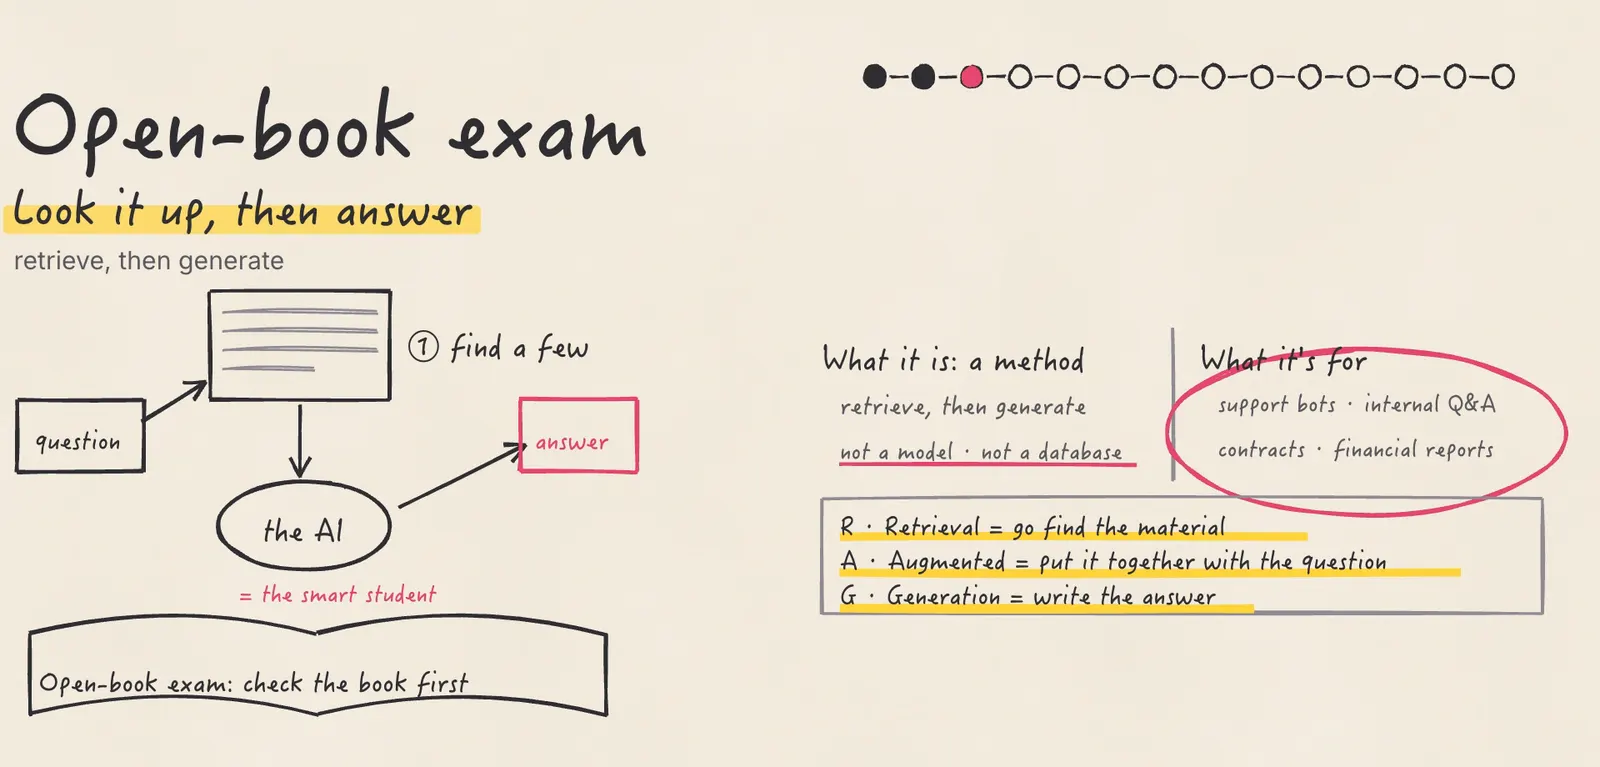 Open-book exam
Look it up, then answer
retrieve, then generate
① find a few
question
answer
the AI
= the smart student
Open-book exam: check the book first
What it is: a method
retrieve, then generate
not a model · not a database
What it's for
support bots · internal Q&A
contracts · financial reports
R · Retrieval = go find the material
A · Augmented = put it together with the question
G · Generation = write the answer